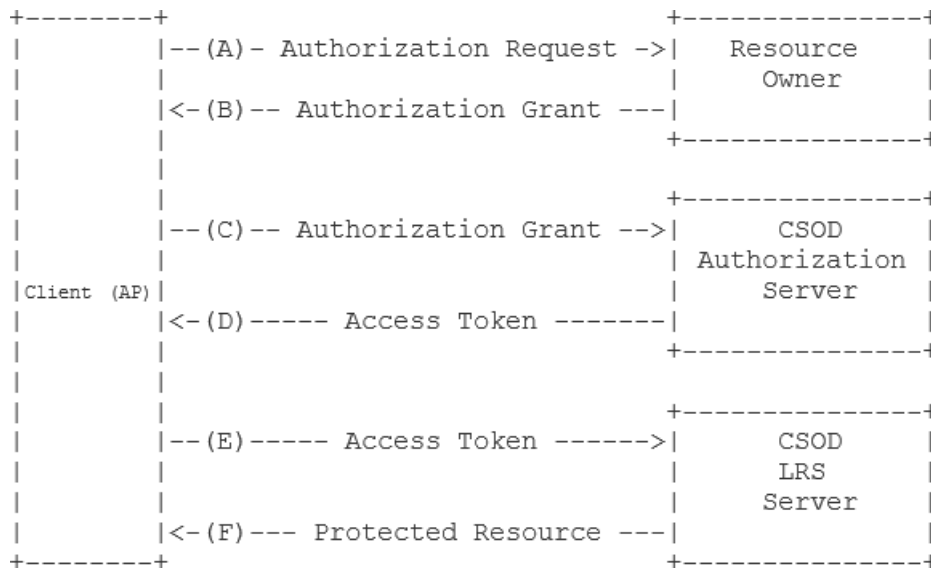 (A) Authorization Request
Resource Owner
(B) Authorization Grant
(C) Authorization Grant
CSOD Authorization Server
Client (AP)
(D) Access Token
(E) Access Token
CSOD LRS Server
(F) Protected Resource